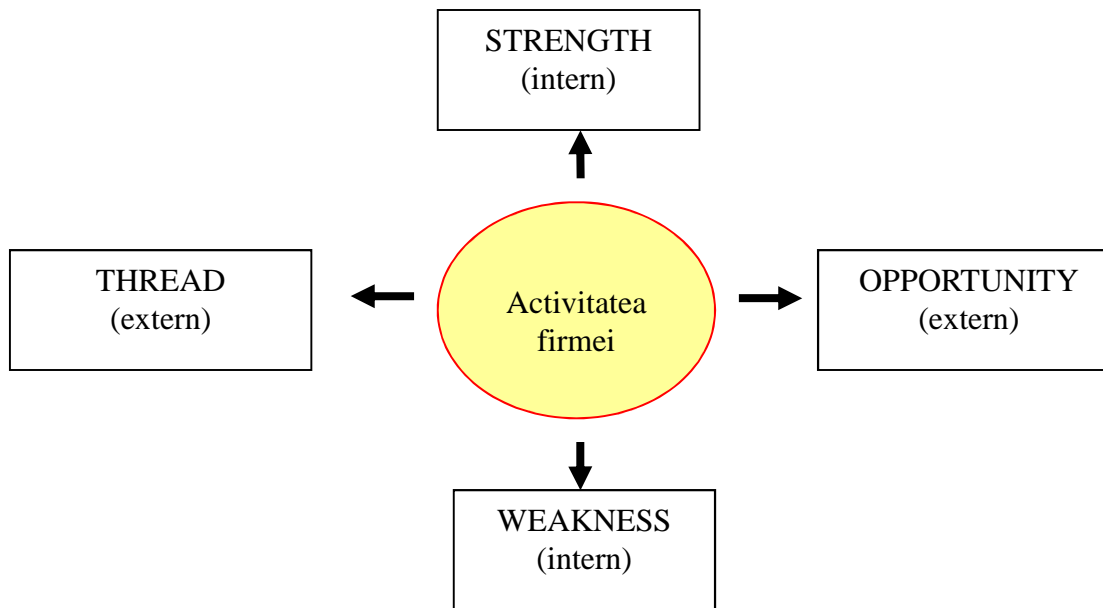 STRENGTH
(intern)
THREAD
(extern)
Activitatea
firmei
OPPORTUNITY
(extern)
WEAKNESS
(intern)